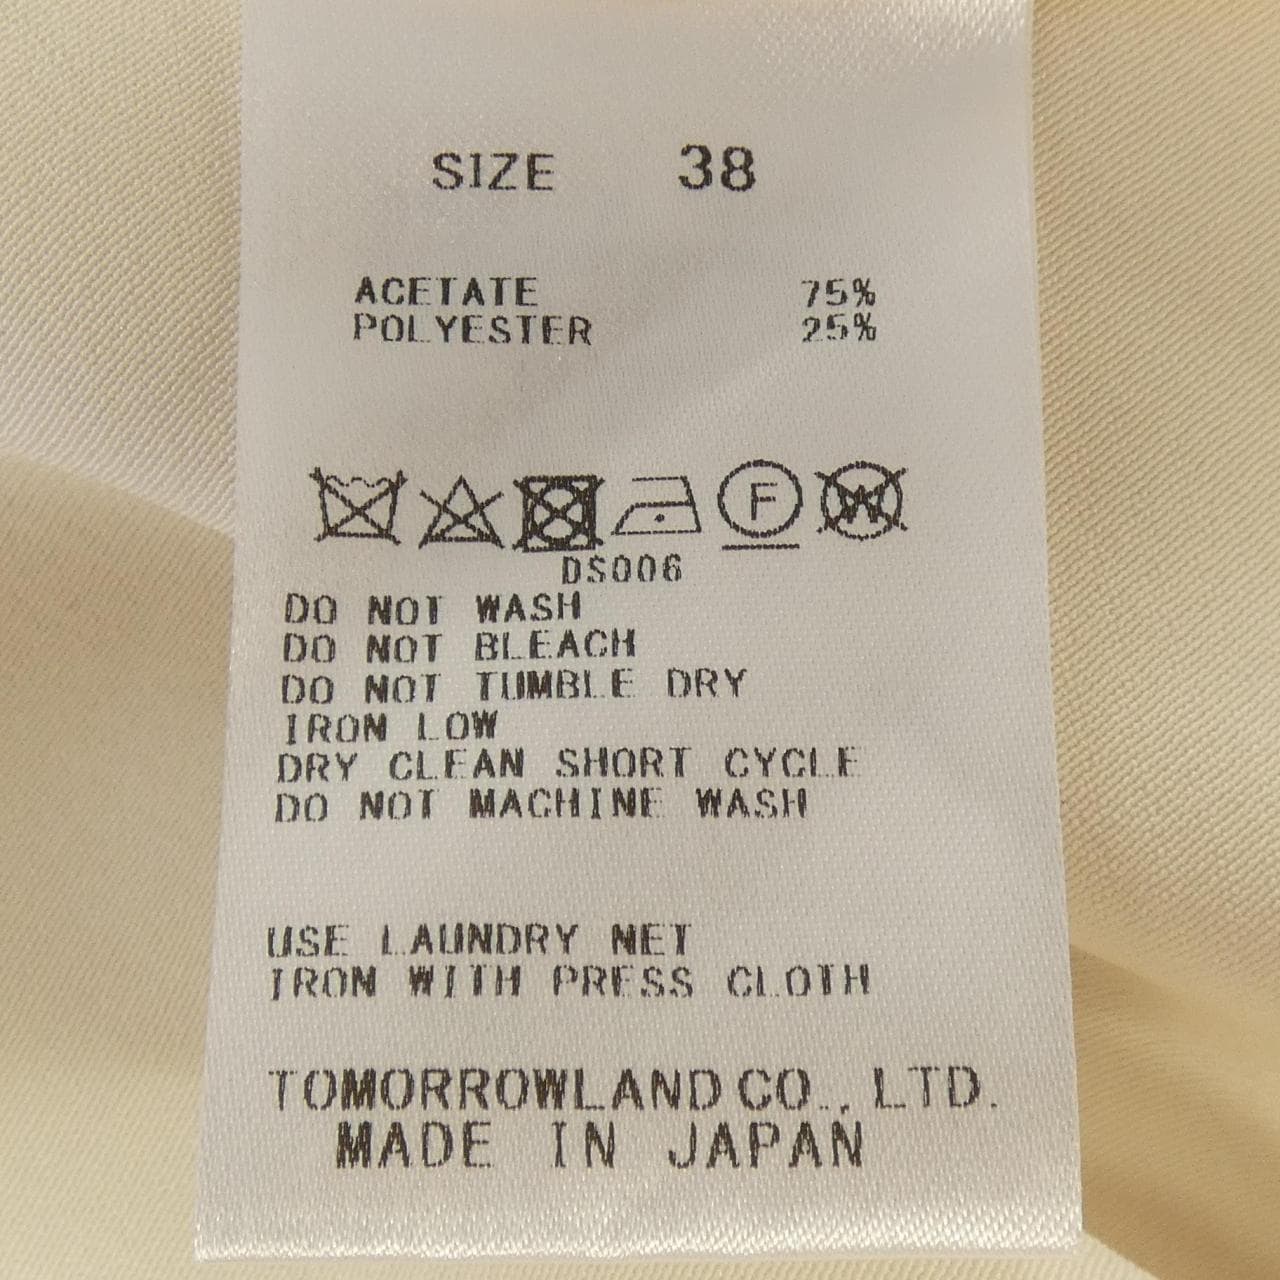 SIZE 38
ACETATE 75%
POLYESTER 25%
F W
DS006
DO NOT WASH
DO NOT BLEACH
DO NOT TUMBLE DRY
IRON LOW
DRY CLEAN SHORT CYCLE
DO NOT MACHINE WASH
USE LAUNDRY NET
IRON WITH PRESS CLOTH
TOMORROWLAND CO., LTD.
MADE IN JAPAN